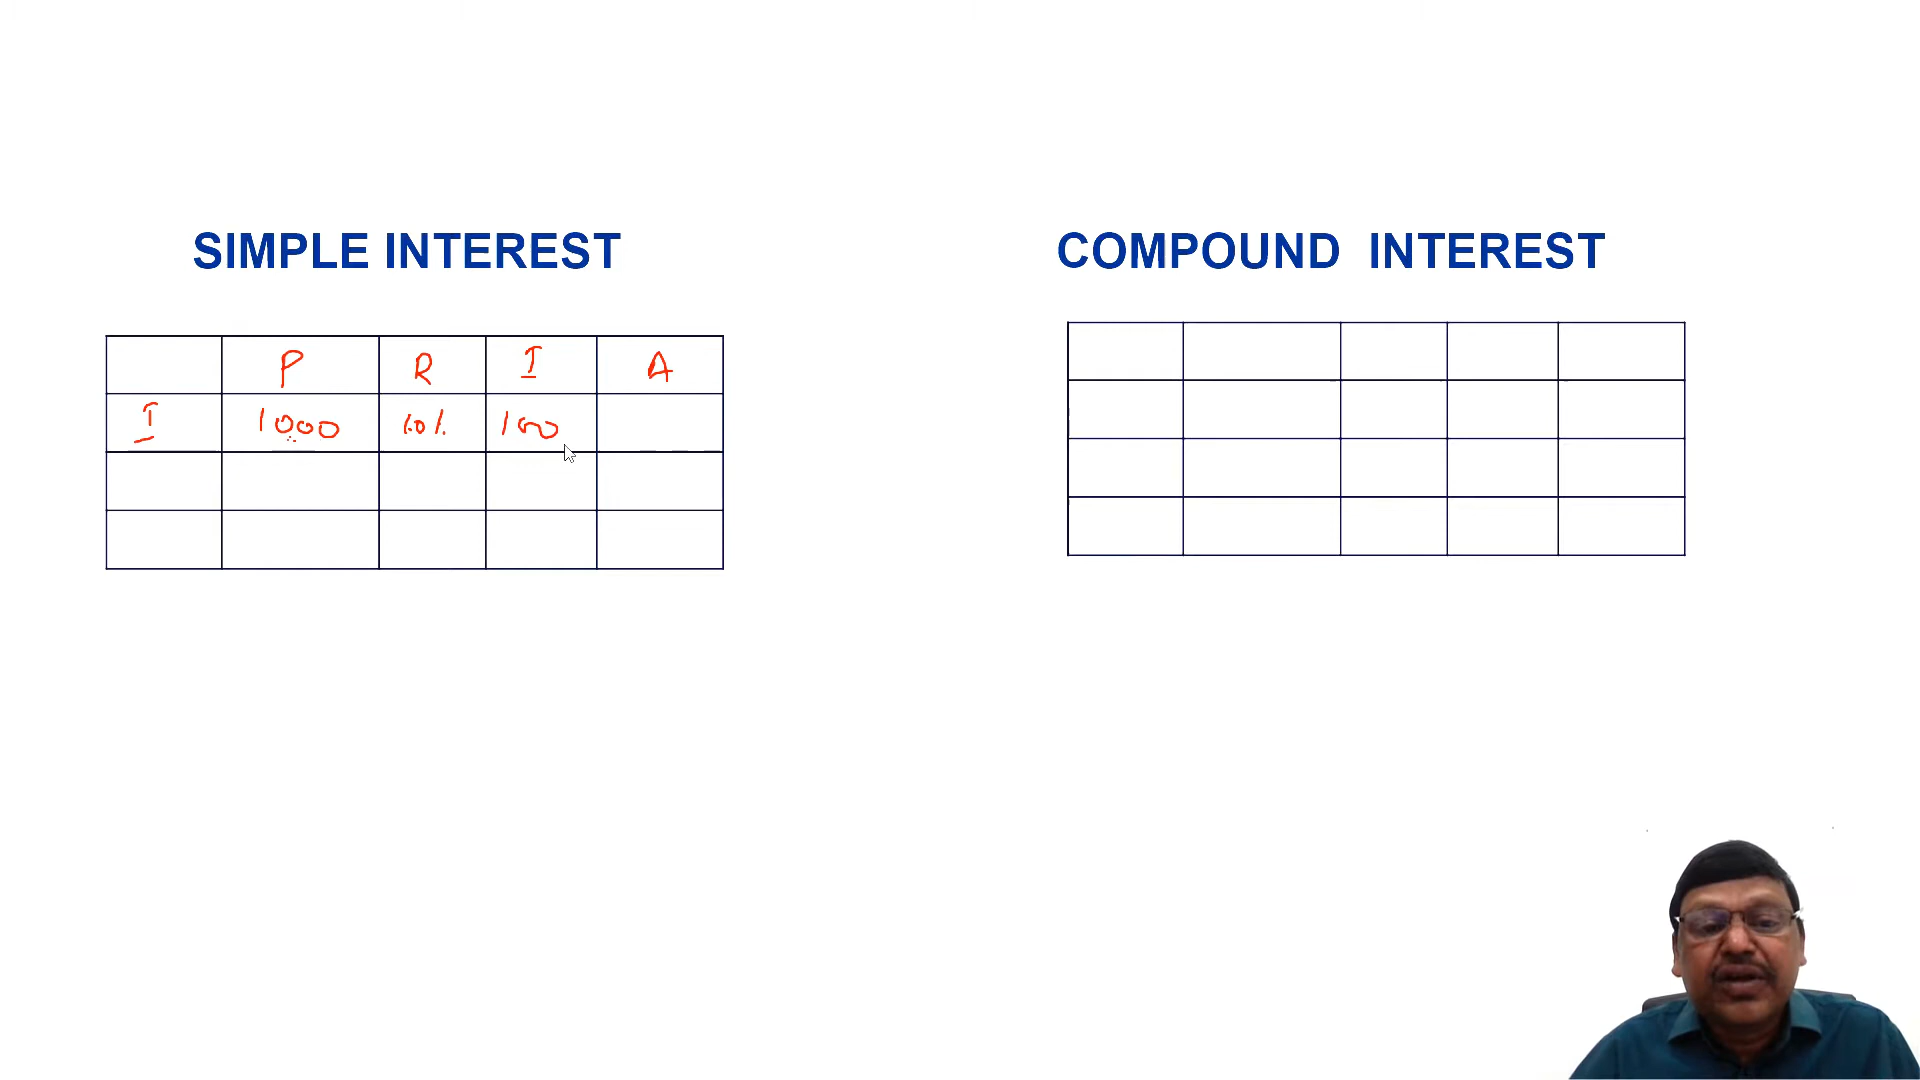 SIMPLE INTEREST
COMPOUND INTEREST
P R I A
I 1000 10% 100